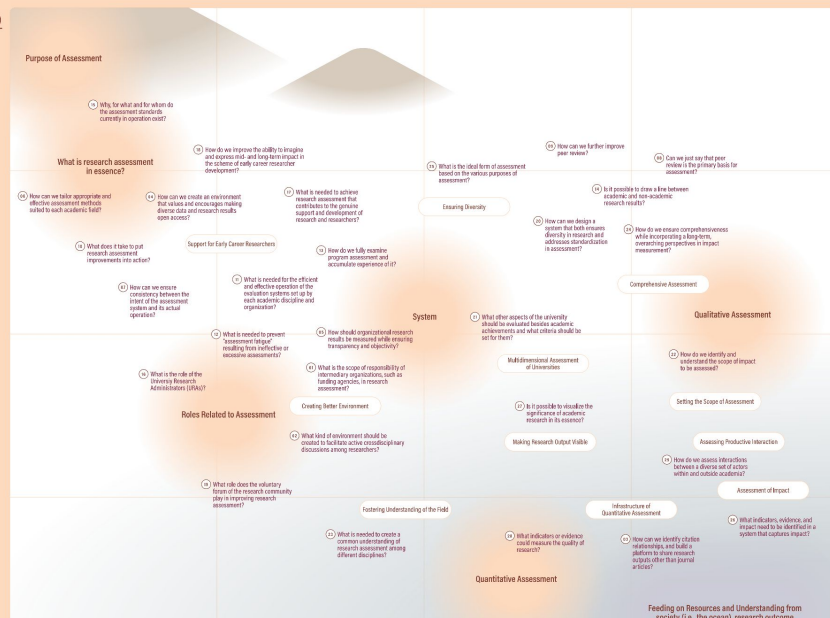 Purpose of Assessment
15 Why, for what and for whom do
the assessment standards
currently in operation exist?
What is research assessment
in essence?
18 How do we improve the ability to imagine
and express mid- and long-term impact in
the scheme of early career researcher
development?
How can we tailor appropriate and
effective assessment methods
suited to each academic field?
How can we create an environment
that values and encourages making
diverse data and research results
open access?
17 What is needed to achieve
research assessment that
contributes to the genuine
support and development of
research and researchers?
What is the ideal form of assessment
based on the various purposes of
assessment?
How can we further improve
peer review?
Can we just say that peer
review is the primary basis for
assessment?
Is it possible to draw a line between
academic and non-academic
research results?
Ensuring Diversity
How can we design a
system that both ensures
diversity in research and
addresses standardization
in assessment?
How do we ensure comprehensiveness
while incorporating a long-term,
overarching perspectives in impact
measurement?
What does it take to put
research assessment
improvements into action?
Support for Early Career Researchers
How do we fully examine
program assessment and
accumulate experience of it?
How can we ensure
consistency between the
intent of the assessment
system and its actual
operation?
What is needed for the efficient
and effective operation of the
evaluation systems set up by
each academic discipline and
organization?
Comprehensive Assessment
System
Qualitative Assessment
What other aspects of the university
should be evaluated besides academic
achievements and what criteria should be
set for them?
What is needed to prevent
"assessment fatigue"
resulting from ineffective or
excessive assessments?
How should organizational research
results be measured while ensuring
transparency and objectivity?
How do we identify and
understand the scope of impact
to be assessed?
Multidimensional Assessment
of Universities
What is the scope of responsibility of
intermediary organizations, such as
funding agencies, in research
assessment?
What is the role of the
Universiy Research
Administrators (URAs)?
Setting the Scope of Assessment
Creating Better Environment
Roles Related to Assessment
Is it possible to visualize the
significance of academic
research in its essence?
What kind of environment should be
created to facilitate active crossdisciplinary
discussions among researchers?
Making Research Output Visible
Assessing Productive Interaction
How do we assess interactions
between a diverse set of actors
within and outside academia?
What role does the voluntary
forum of the research community
play in improving research
assessment?
Assessment of Impact
Fostering Understanding of the Field
Infrastructure of
Quantitative Assessment
What is needed to create a
common understanding of
research assessment among
different disciplines?
What indicators or evidence
could measure the quality of
research?
How can we identify citation
relationships, and build a
platform to share research
outputs other than journal
articles?
What indicators, evidence, and
impact need to be identified in a
system that captures impact?
Quantitative Assessment
Feeding on Resources and Understanding from
society (i.e., the ocean), research outcome